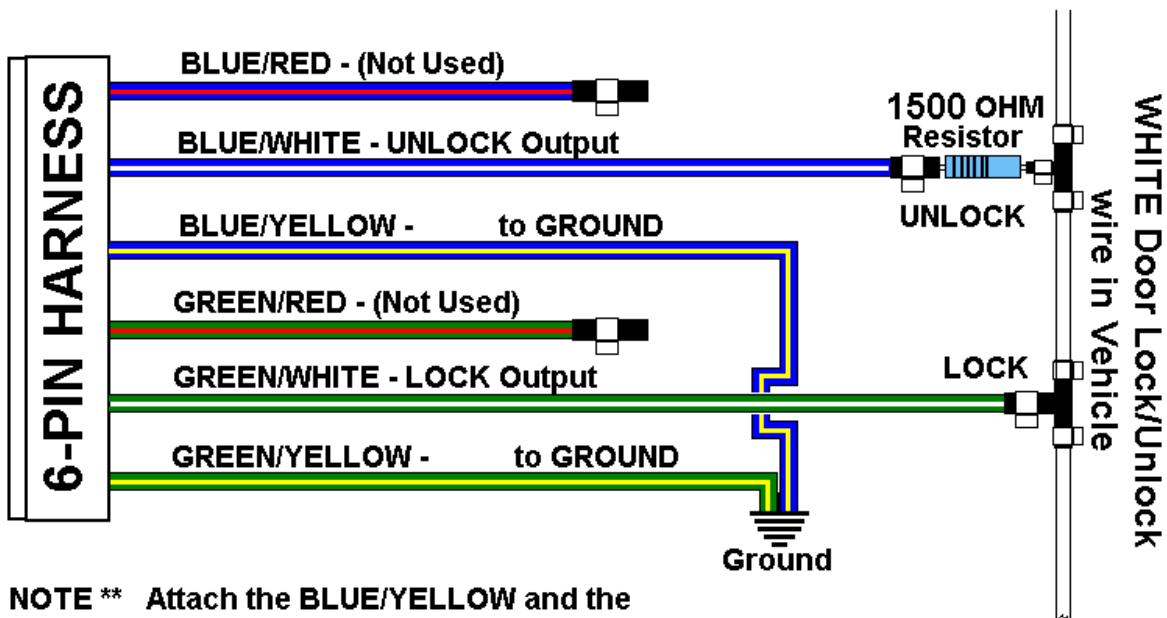 6-PIN HARNESS
BLUE/RED - (Not Used)
BLUE/WHITE - UNLOCK Output
1500 OHM
Resistor
UNLOCK
BLUE/YELLOW - to GROUND
GREEN/RED - (Not Used)
GREEN/WHITE - LOCK Output
LOCK
GREEN/YELLOW - to GROUND
Ground
WHITE Door Lock/Unlock
wire in Vehicle
NOTE ** Attach the BLUE/YELLOW and the